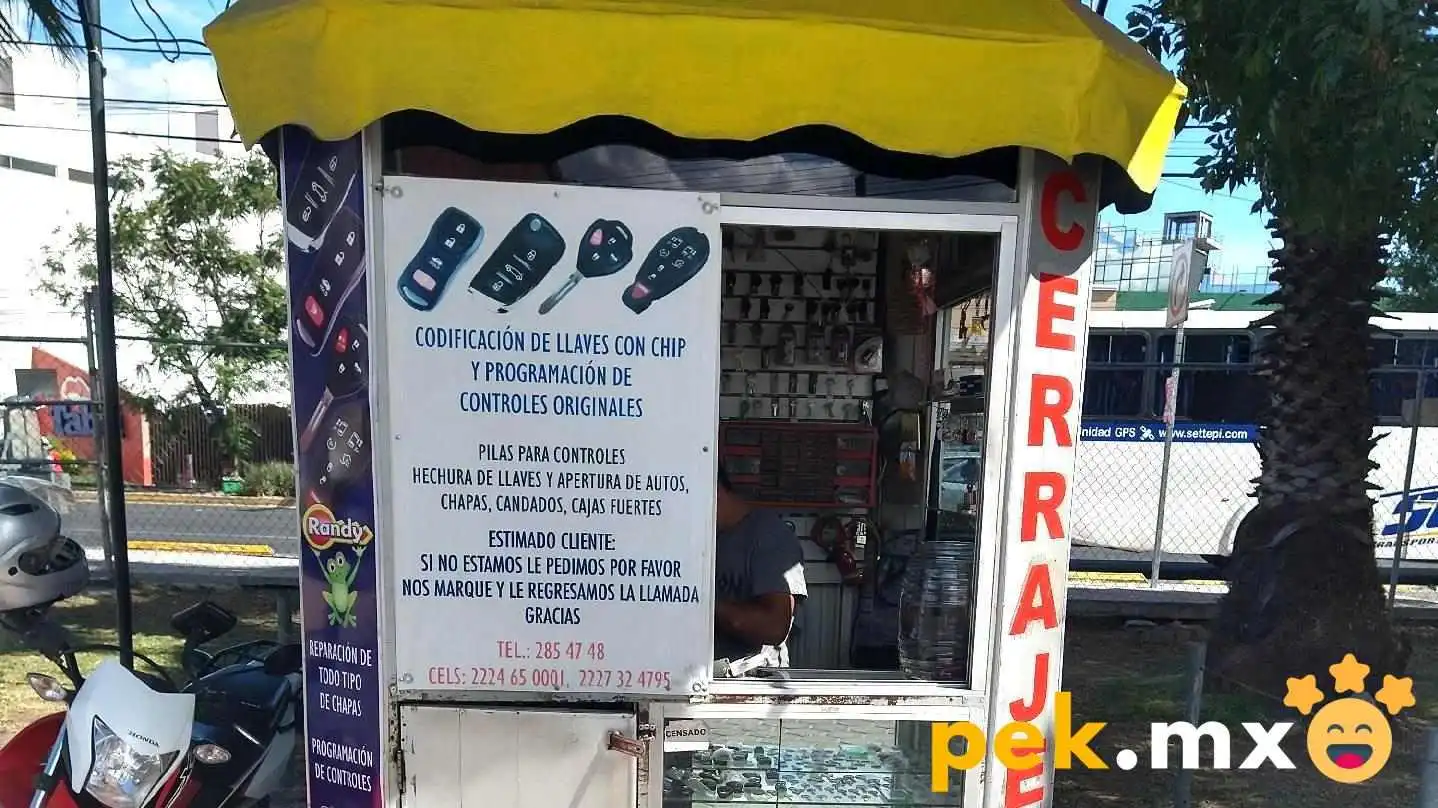 CODIFICACIÓN DE LLAVES CON CHIP
Y PROGRAMACIÓN DE
CONTROLES ORIGINALES
PILAS PARA CONTROLES
HECHURA DE LLAVES Y APERTURA DE AUTOS,
CHAPAS, CANDADOS, CAJAS FUERTES
ESTIMADO CLIENTE:
SI NO ESTAMOS LE PEDIMOS POR FAVOR
NOS MARQUE Y LE REGRESAMOS LA LLAMADA
GRACIAS
TEL.: 285 47 48
CELS: 2224 65 0001, 2227 32 4795
Randy
REPARACIÓN DE
TODO TIPO
DE CHAPAS
PROGRAMACIÓN
DE CONTROLES
CERRAJE
CENSADO
HONDA
Unidad GPS www.settepi.com
pek.mx